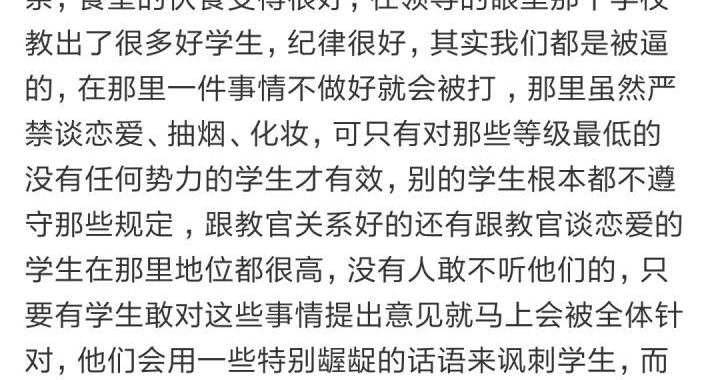 禁，食堂的伙食变得很好，在领导的眼里那个学校
教出了很多好学生，纪律很好，其实我们都是被逼
的，在那里一件事情不做好就会被打，那里虽然严
禁谈恋爱、抽烟、化妆，可只有对那些等级最低的
没有任何势力的学生才有效，别的学生根本都不遵
守那些规定，跟教官关系好的还有跟教官谈恋爱的
学生在那里地位都很高，没有人敢不听他们的，只
要有学生敢对这些事情提出意见就马上会被全体针
对，他们会用一些特别龌龊的话语来讽刺学生，而